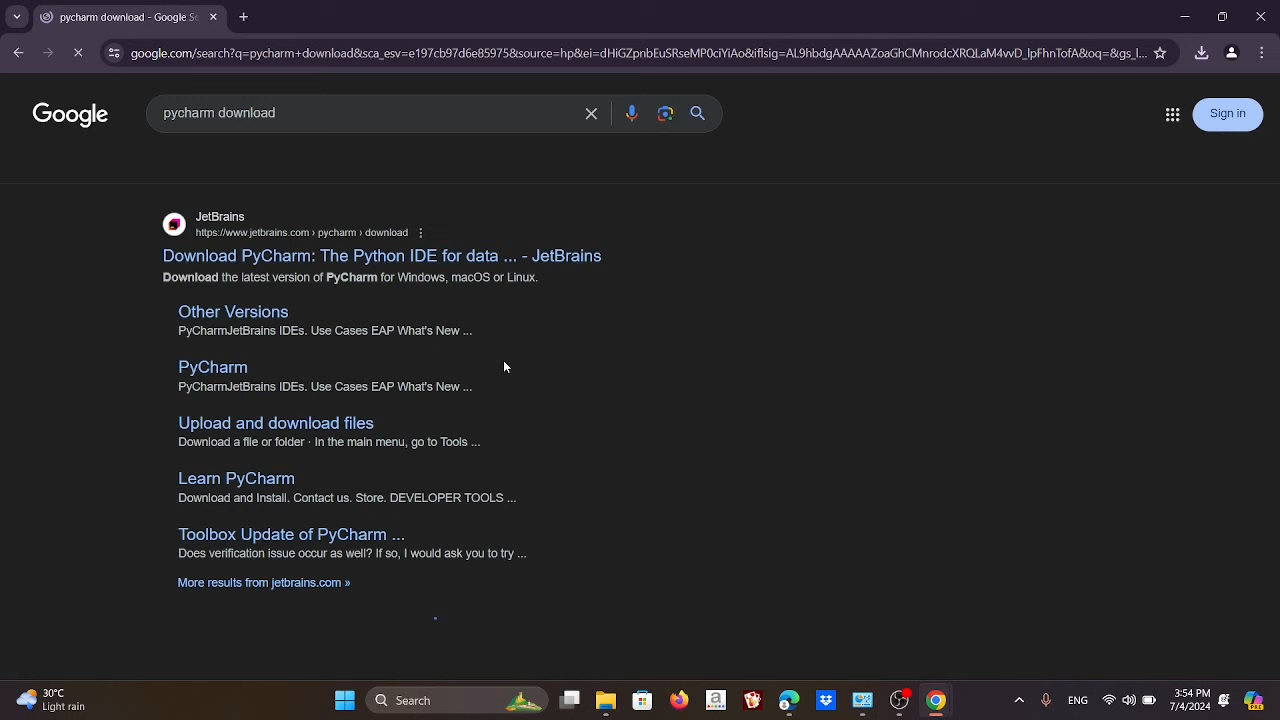 pycharm download - Google Se
google.com/search?q=pycharm+download&sca_esv=e197cb97d6e85975&source=hp&ei=dHiGZpnbEuSRseMP0ciYiAo&iflsig=AL9hbdgAAAAAZoaGhCMnrodcXRQLaM4vvD_lpFhnTofA&oq=&gs_l...
Google
pycharm download
Sign in
JetBrains
https://www.jetbrains.com › pycharm › download
Download PyCharm: The Python IDE for data ... - JetBrains
Download the latest version of PyCharm for Windows, macOS or Linux.
Other Versions
PyCharmJetBrains IDEs. Use Cases EAP What's New ...
PyCharm
PyCharmJetBrains IDEs. Use Cases EAP What's New ...
Upload and download files
Download a file or folder · In the main menu, go to Tools ...
Learn PyCharm
Download and Install. Contact us. Store. DEVELOPER TOOLS ...
Toolbox Update of PyCharm ...
Does verification issue occur as well? If so, I would ask you to try ...
More results from jetbrains.com »
30°C
Light rain
Search
a
ENG
3:54 PM
7/4/2024
PRE